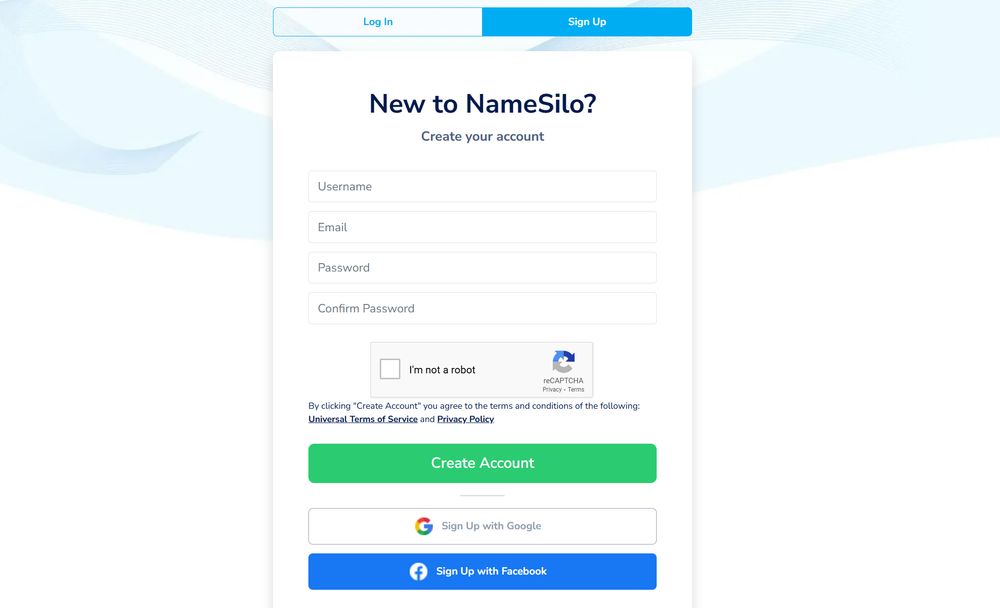 Log In
Sign Up
New to NameSilo?
Create your account
Username
Email
Password
Confirm Password
I'm not a robot
reCAPTCHA
Privacy - Terms
By clicking "Create Account" you agree to the terms and conditions of the following:
Universal Terms of Service and Privacy Policy
Create Account
Sign Up with Google
Sign Up with Facebook